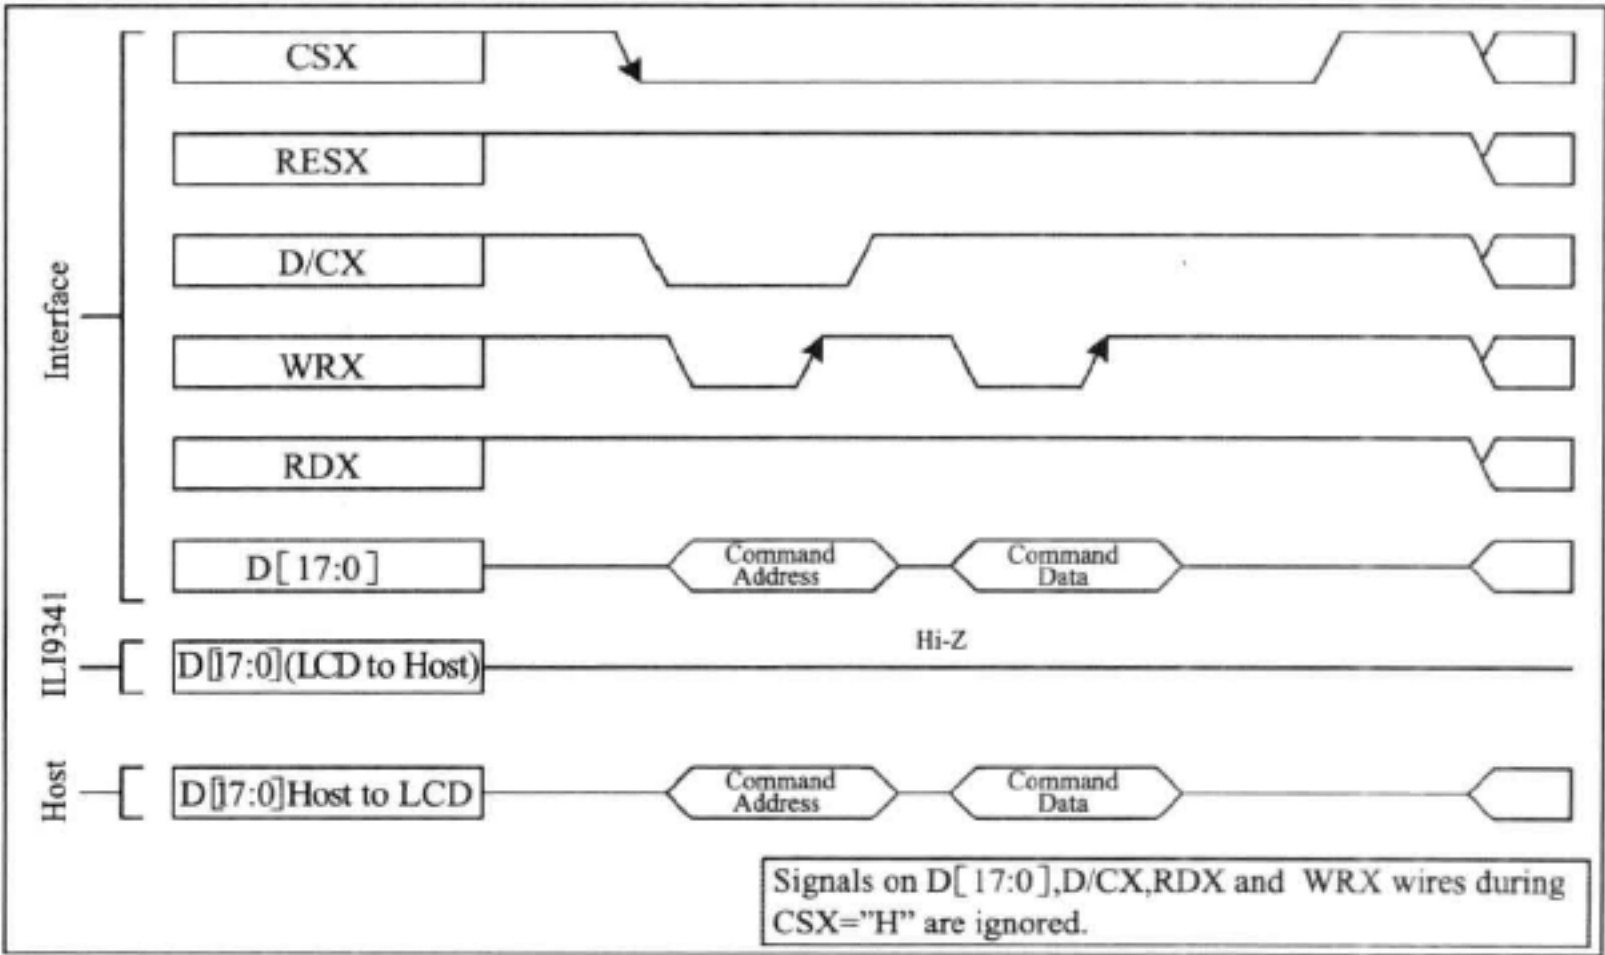 CSX
RESX
D/CX
WRX
RDX
D[17:0]
Command
Address
Command
Data
Hi-Z
D[17:0](LCD to Host)
D[17:0]Host to LCD
Command
Address
Command
Data
Interface
ILI9341
Host
Signals on D[17:0],D/CX,RDX and WRX wires during
CSX="H" are ignored.